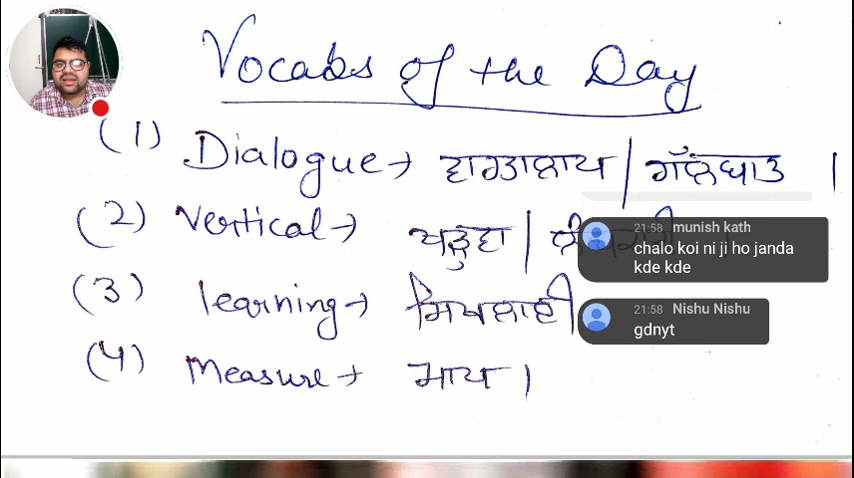 Vocabs of the Day
(1) Dialogue → ਵਾਰਤਾਲਾਪ | ਗੱਲਬਾਤ |
(2) Vertical →
(3) learning → ਸਿਖਲਾਈ
(4) Measure → ਮਾਪ |
21:58 munish kath
chalo koi ni ji ho janda
kde kde
21:58 Nishu Nishu
gdnyt